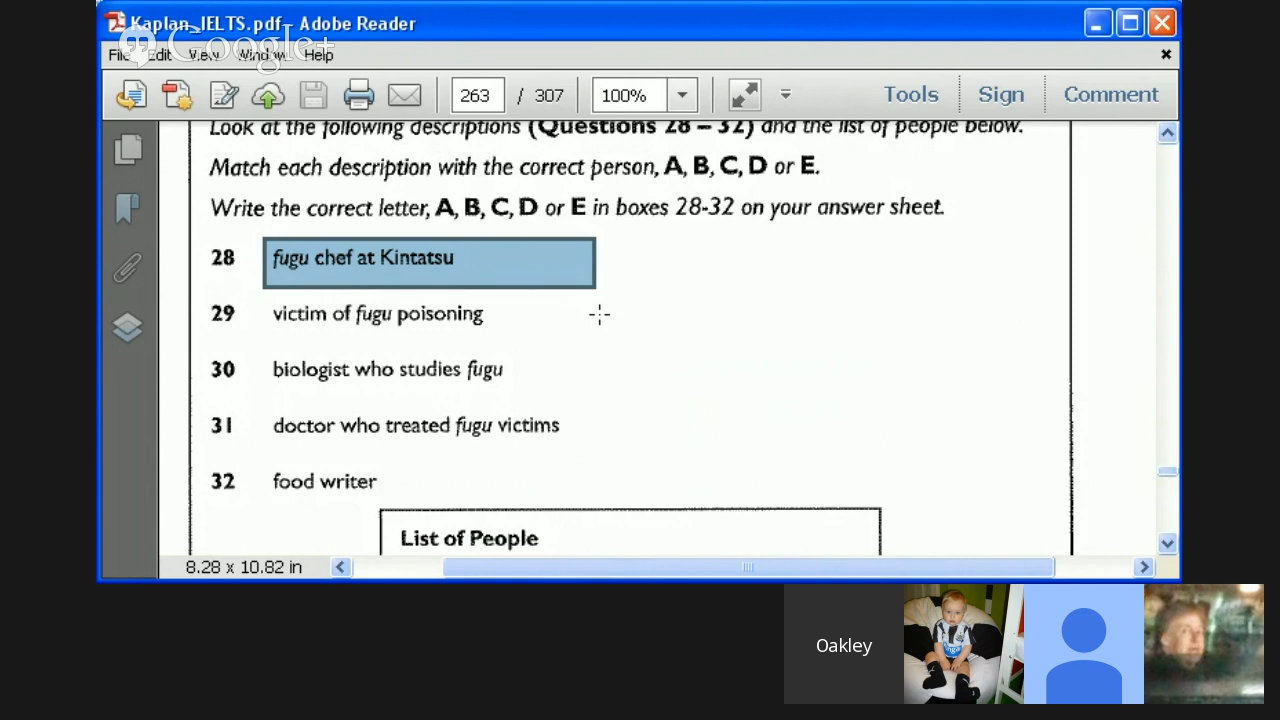 Kaplan_IELTS.pdf - Adobe Reader
Google+
File Edit View Window Help
263 / 307 100% Tools Sign Comment
Look at the following descriptions (Questions 28 – 32) and the list of people below.
Match each description with the correct person, A, B, C, D or E.
Write the correct letter, A, B, C, D or E in boxes 28-32 on your answer sheet.
28 fugu chef at Kintatsu
29 victim of fugu poisoning
30 biologist who studies fugu
31 doctor who treated fugu victims
32 food writer
List of People
8.28 x 10.82 in
Oakley